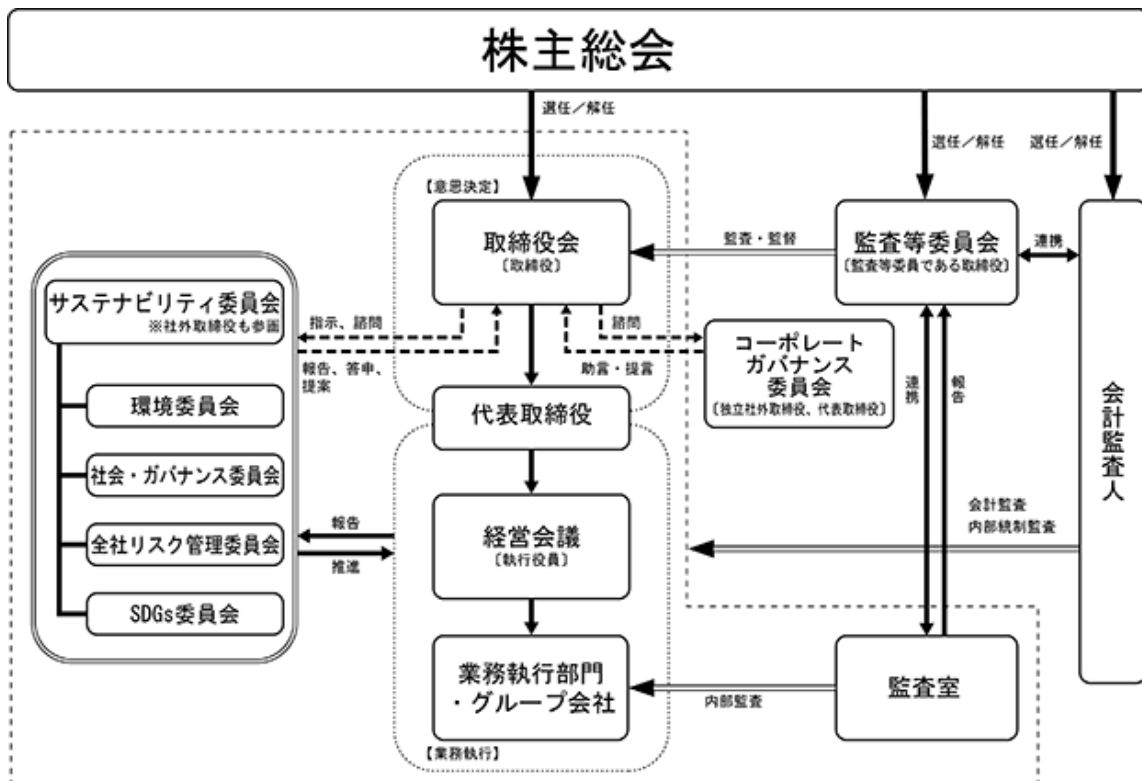 株主総会
選任／解任
選任／解任
選任／解任
【意思決定】
取締役会
〔取締役〕
監査・監督
監査等委員会
〔監査等委員である取締役〕
連携
会計監査人
サステナビリティ委員会
※社外取締役も参画
指示、諮問
報告、答申、
提案
諮問
助言・提言
コーポレート
ガバナンス
委員会
〔独立社外取締役、代表取締役〕
連携
報告
環境委員会
代表取締役
社会・ガバナンス委員会
全社リスク管理委員会
SDGs委員会
報告
推進
経営会議
〔執行役員〕
会計監査
内部統制監査
業務執行部門
・グループ会社
内部監査
監査室
【業務執行】